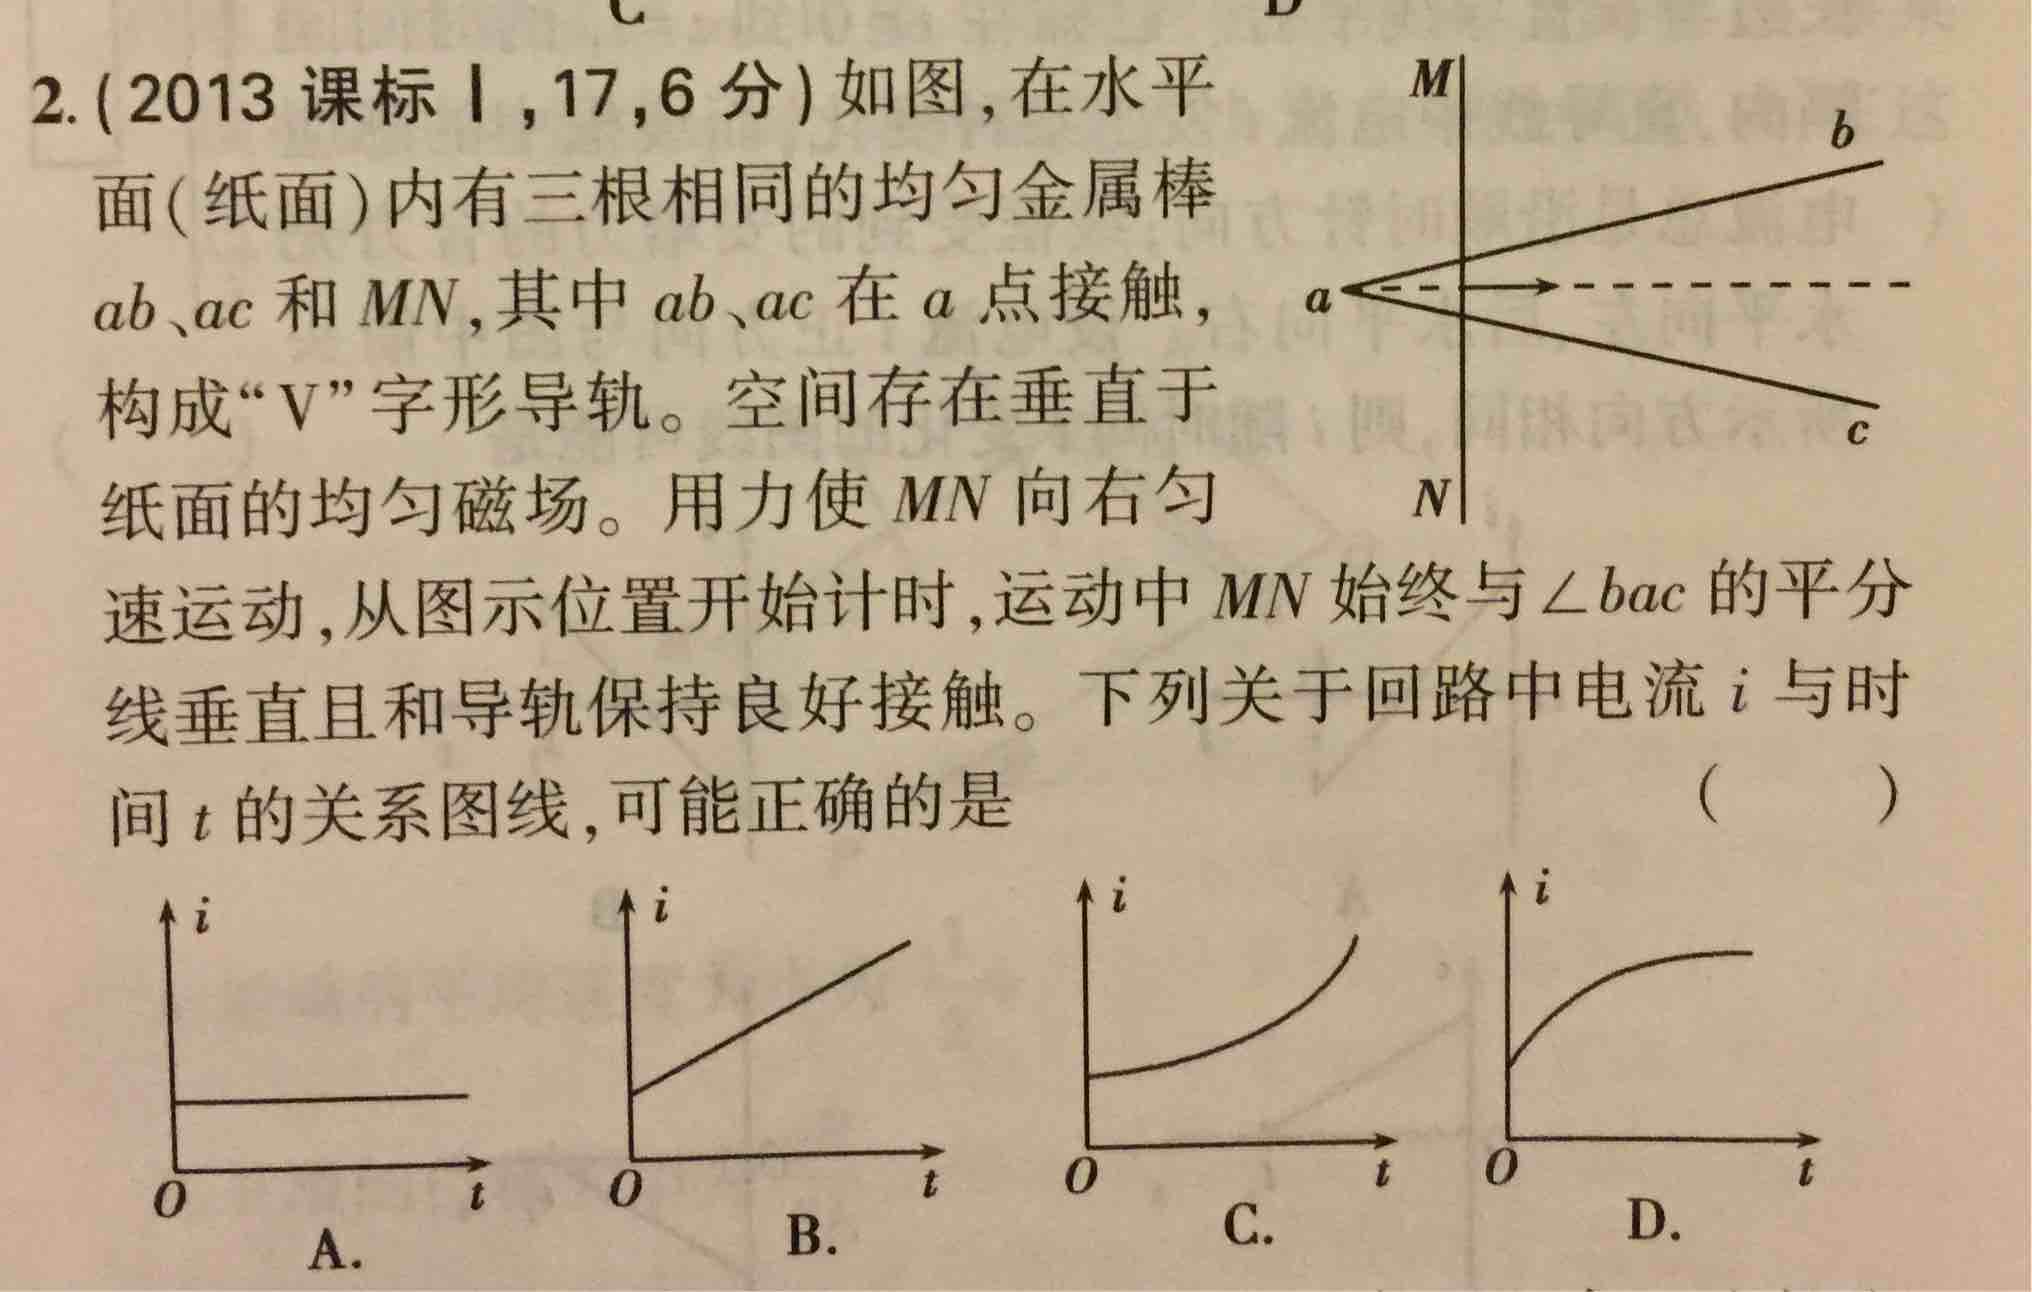 2. (2013 课标Ⅰ,17,6 分)如图,在水平
面(纸面)内有三根相同的均匀金属棒
ab、ac 和 MN,其中 ab、ac 在 a 点接触,
构成“V”字形导轨。空间存在垂直于
纸面的均匀磁场。用力使 MN 向右匀
速运动,从图示位置开始计时,运动中 MN 始终与∠bac 的平分
线垂直且和导轨保持良好接触。下列关于回路中电流 i 与时
间 t 的关系图线,可能正确的是 ( )
M
b
a
c
N
i
O
t
A.
i
O
t
B.
i
O
t
C.
i
O
t
D.